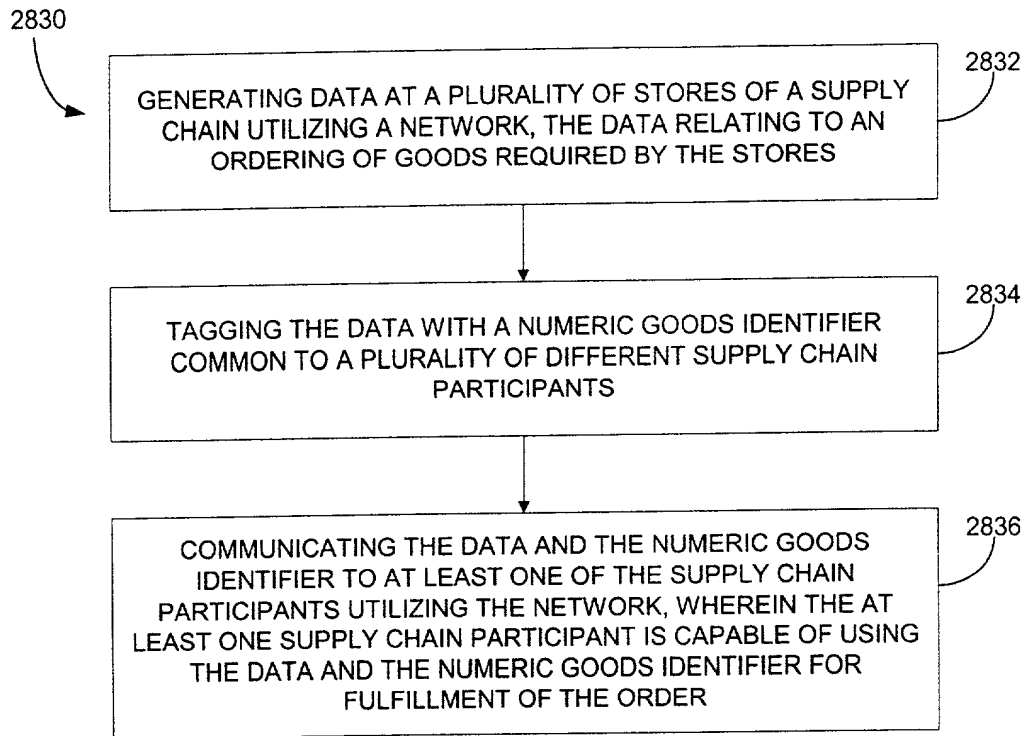 2830
2832
GENERATING DATA AT A PLURALITY OF STORES OF A SUPPLY
CHAIN UTILIZING A NETWORK, THE DATA RELATING TO AN
ORDERING OF GOODS REQUIRED BY THE STORES
2834
TAGGING THE DATA WITH A NUMERIC GOODS IDENTIFIER
COMMON TO A PLURALITY OF DIFFERENT SUPPLY CHAIN
PARTICIPANTS
2836
COMMUNICATING THE DATA AND THE NUMERIC GOODS
IDENTIFIER TO AT LEAST ONE OF THE SUPPLY CHAIN
PARTICIPANTS UTILIZING THE NETWORK, WHEREIN THE AT
LEAST ONE SUPPLY CHAIN PARTICIPANT IS CAPABLE OF USING
THE DATA AND THE NUMERIC GOODS IDENTIFIER FOR
FULFILLMENT OF THE ORDER